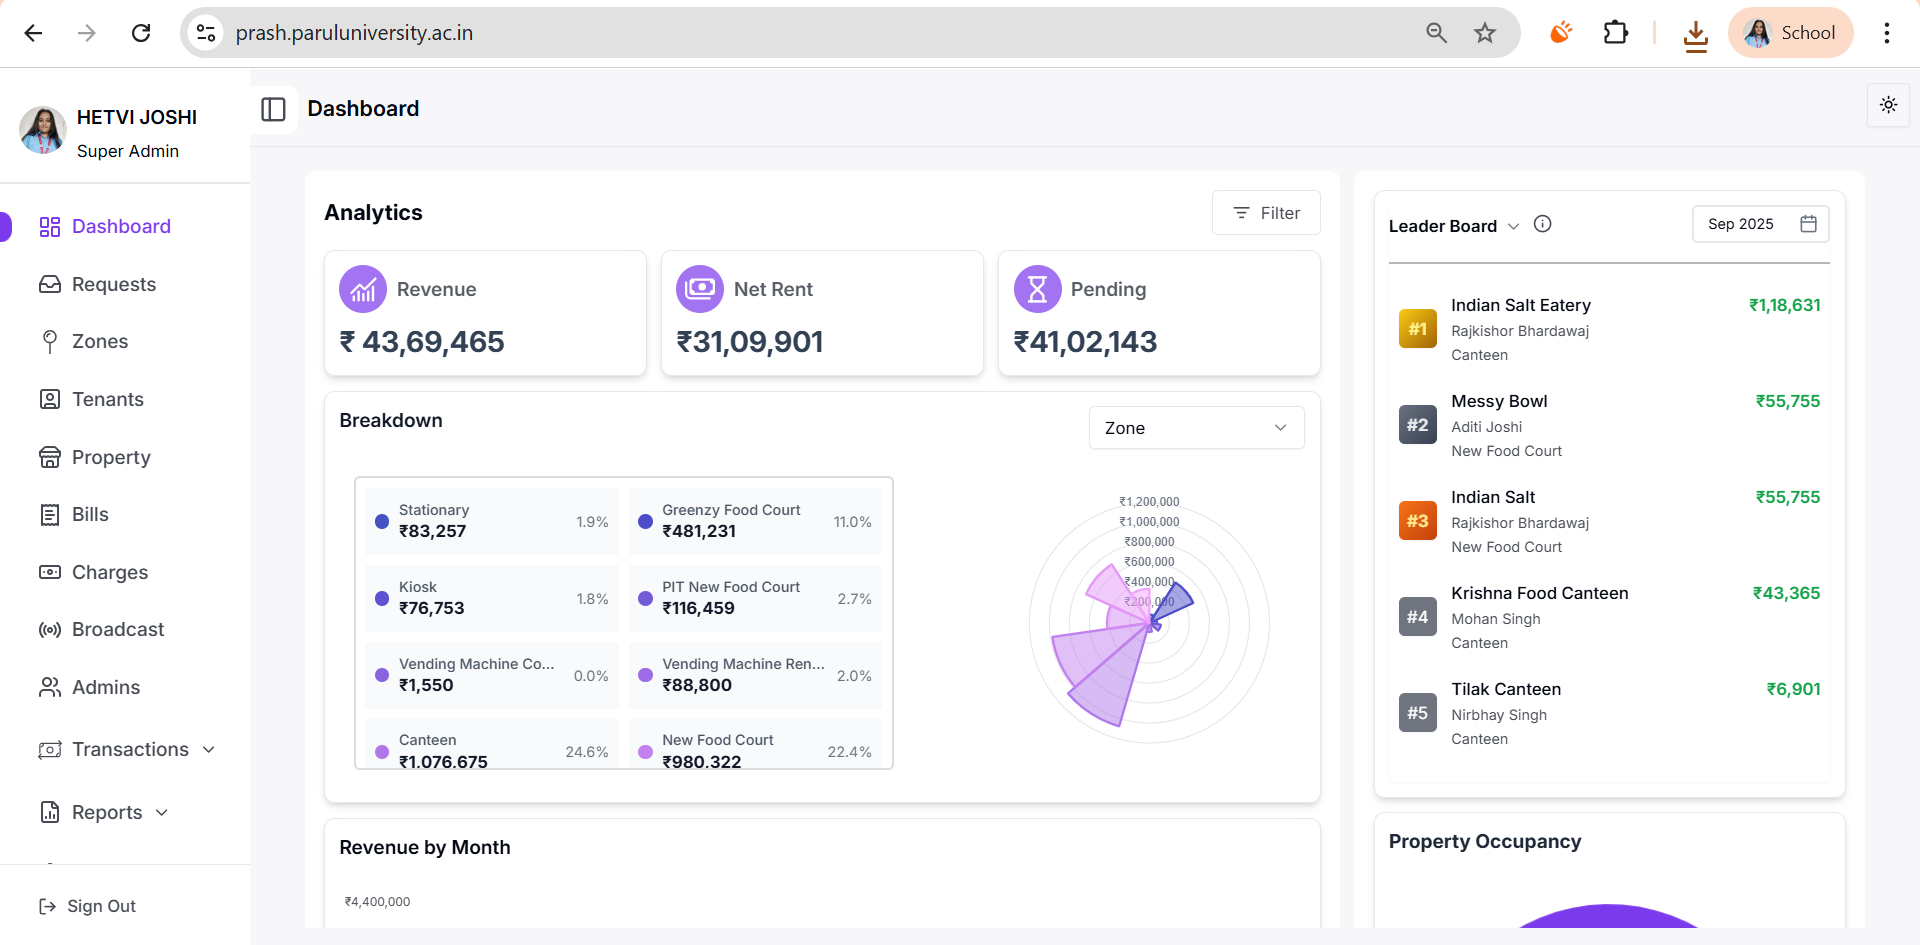 prash.paruluniversity.ac.in
School
HETVI JOSHI
Super Admin
Dashboard
Requests
Zones
Tenants
Property
Bills
Charges
Broadcast
Admins
Transactions
Reports
Sign Out
Dashboard
Analytics
Filter
Revenue
₹ 43,69,465
Net Rent
₹31,09,901
Pending
₹41,02,143
Breakdown
Zone
Stationary
₹83,257
1.9%
Greenzy Food Court
₹481,231
11.0%
Kiosk
₹76,753
1.8%
PIT New Food Court
₹116,459
2.7%
Vending Machine Co...
₹1,550
0.0%
Vending Machine Ren...
₹88,800
2.0%
Canteen
₹1,076,675
24.6%
New Food Court
₹980,322
22.4%
₹1,200,000
₹1,000,000
₹800,000
₹600,000
₹400,000
₹200,000
Revenue by Month
₹4,400,000
Leader Board
Sep 2025
#1
Indian Salt Eatery
₹1,18,631
Rajkishor Bhardawaj
Canteen
#2
Messy Bowl
₹55,755
Aditi Joshi
New Food Court
#3
Indian Salt
₹55,755
Rajkishor Bhardawaj
New Food Court
#4
Krishna Food Canteen
₹43,365
Mohan Singh
Canteen
#5
Tilak Canteen
₹6,901
Nirbhay Singh
Canteen
Property Occupancy